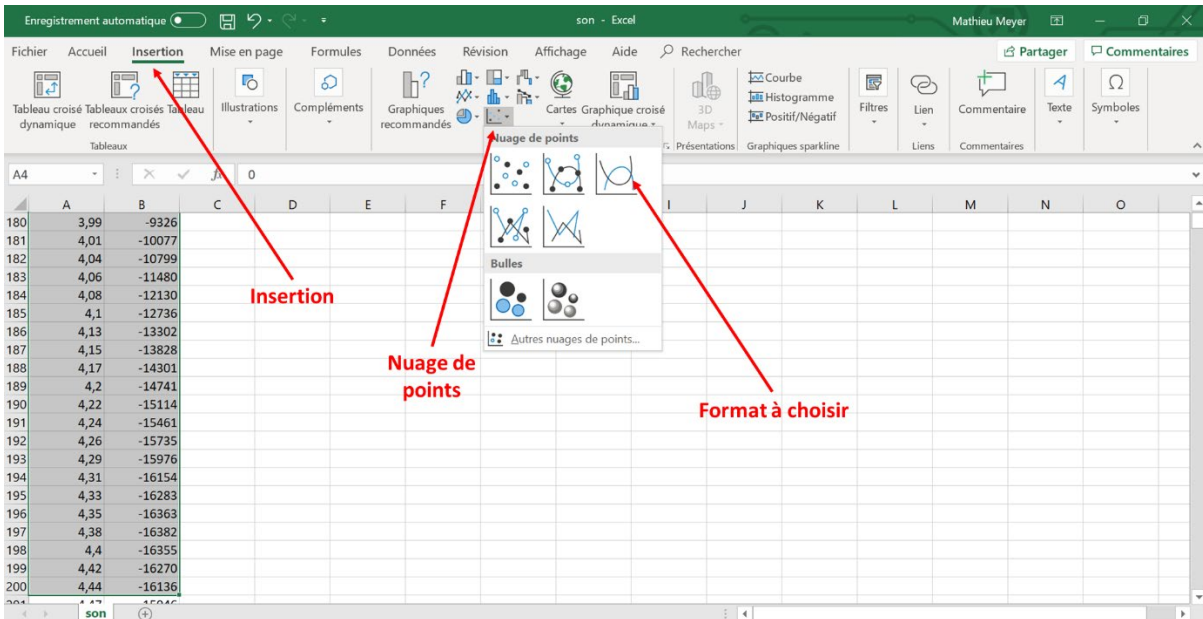 Enregistrement automatique son - Excel Mathieu Meyer
Fichier Accueil Insertion Mise en page Formules Données Révision Affichage Aide Rechercher Partager Commentaires
Tableau croisé dynamique
Tableaux croisés recommandés
Tableau
Illustrations
Compléments
Graphiques recommandés
Cartes
Graphique croisé dynamique
3D Maps
Courbe
Histogramme
Positif/Négatif
Filtres
Lien
Commentaire
Texte
Symboles
Tableaux Présentations Graphiques sparkline Liens Commentaires
A4 0
Nuage de points
Bulles
Autres nuages de points...
A B C D E F I J K L M N O
180 3,99 -9326
181 4,01 -10077
182 4,04 -10799
183 4,06 -11480
184 4,08 -12130
185 4,1 -12736
186 4,13 -13302
187 4,15 -13828
188 4,17 -14301
189 4,2 -14741
190 4,22 -15114
191 4,24 -15461
192 4,26 -15735
193 4,29 -15976
194 4,31 -16154
195 4,33 -16283
196 4,35 -16363
197 4,38 -16382
198 4,4 -16355
199 4,42 -16270
200 4,44 -16136
Insertion
Nuage de
points
Format à choisir
son